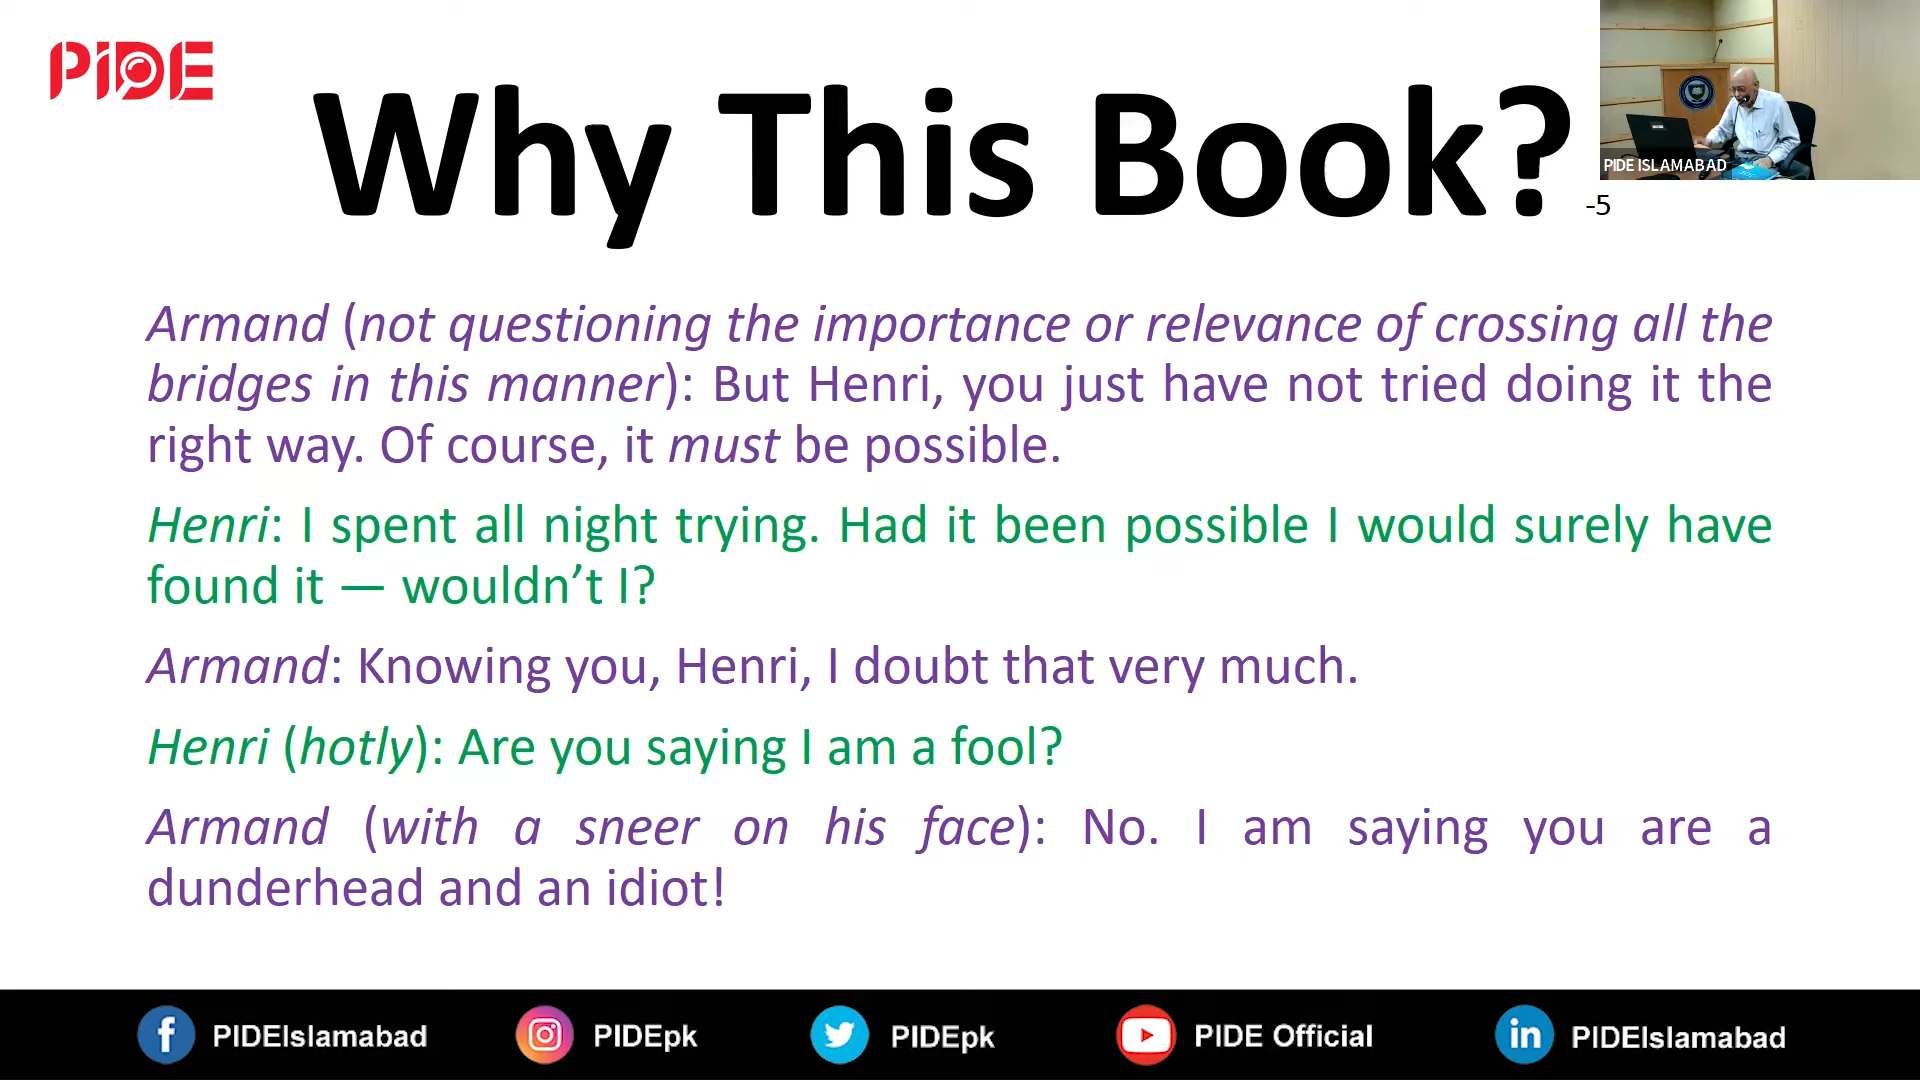 PIDE
Why This Book?
-5
PIDE ISLAMABAD
Armand (not questioning the importance or relevance of crossing all the
bridges in this manner): But Henri, you just have not tried doing it the
right way. Of course, it must be possible.
Henri: I spent all night trying. Had it been possible I would surely have
found it — wouldn’t I?
Armand: Knowing you, Henri, I doubt that very much.
Henri (hotly): Are you saying I am a fool?
Armand (with a sneer on his face): No. I am saying you are a
dunderhead and an idiot!
PIDEIslamabad
PIDEpk
PIDEpk
PIDE Official
PIDEIslamabad